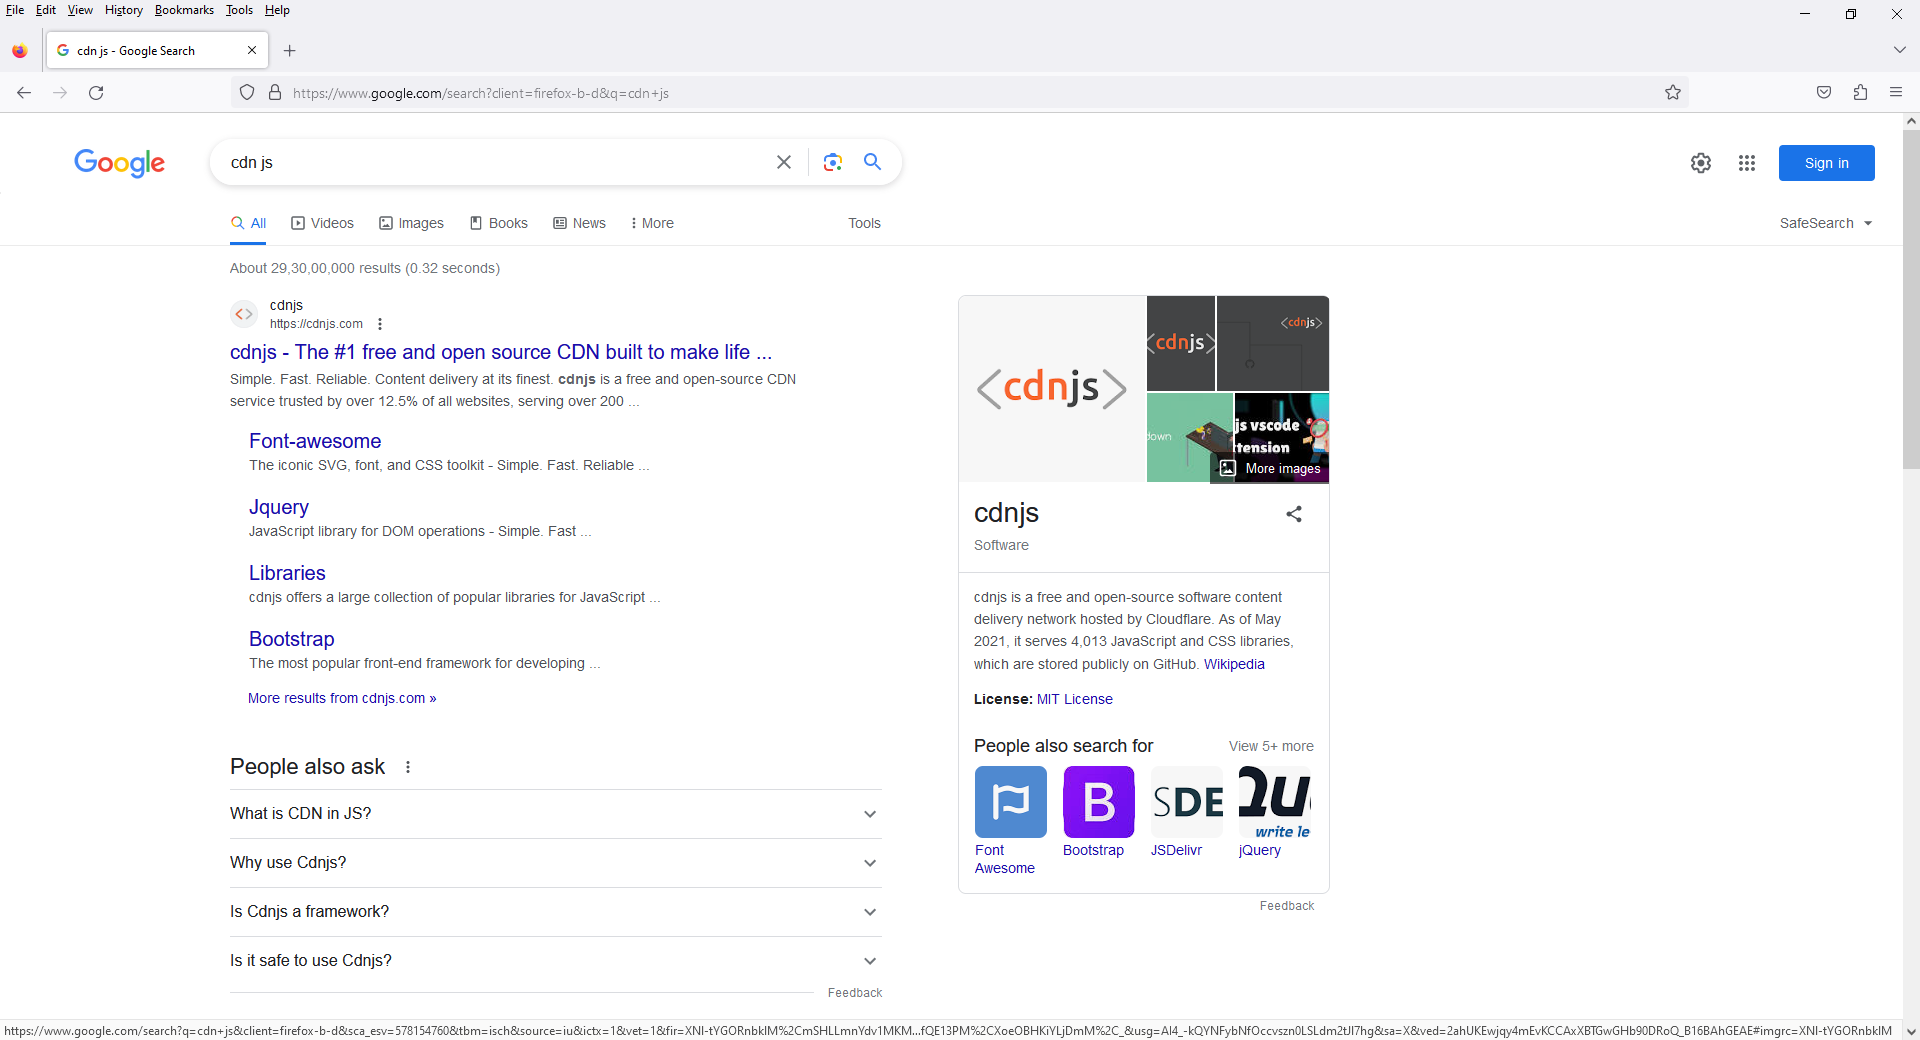 File Edit View History Bookmarks Tools Help
cdn js - Google Search
https://www.google.com/search?client=firefox-b-d&q=cdn+js
Google
cdn js
Sign in
All Videos Images Books News More Tools SafeSearch
About 29,30,00,000 results (0.32 seconds)
cdnjs
https://cdnjs.com
cdnjs - The #1 free and open source CDN built to make life ...
Simple. Fast. Reliable. Content delivery at its finest. cdnjs is a free and open-source CDN
service trusted by over 12.5% of all websites, serving over 200 ...
Font-awesome
The iconic SVG, font, and CSS toolkit - Simple. Fast. Reliable ...
Jquery
JavaScript library for DOM operations - Simple. Fast ...
Libraries
cdnjs offers a large collection of popular libraries for JavaScript ...
Bootstrap
The most popular front-end framework for developing ...
More results from cdnjs.com »
People also ask
What is CDN in JS?
Why use Cdnjs?
Is Cdnjs a framework?
Is it safe to use Cdnjs?
Feedback
<cdnjs>
<cdnjs>
<cdnjs>
down
js vscode
tension
More images
cdnjs
Software
cdnjs is a free and open-source software content
delivery network hosted by Cloudflare. As of May
2021, it serves 4,013 JavaScript and CSS libraries,
which are stored publicly on GitHub. Wikipedia
License: MIT License
People also search for View 5+ more
B
SDE
QU
write le
Font
Awesome
Bootstrap
JSDelivr
jQuery
Feedback
https://www.google.com/search?q=cdn+js&client=firefox-b-d&sca_esv=578154760&tbm=isch&source=iu&ictx=1&vet=1&fir=XNI-tYGORnbkIM%2CmSHLLmnYdv1MKM...fQE13PM%2CXoeOBHKiYLjDmM%2C_&usg=AI4_-kQYNFybNfOccvszn0LSLdm2tJI7hg&sa=X&ved=2ahUKEwjqy4mEvKCCAxXBTGwGHb90DRoQ_B16BAhGEAE#imgrc=XNI-tYGORnbkIM